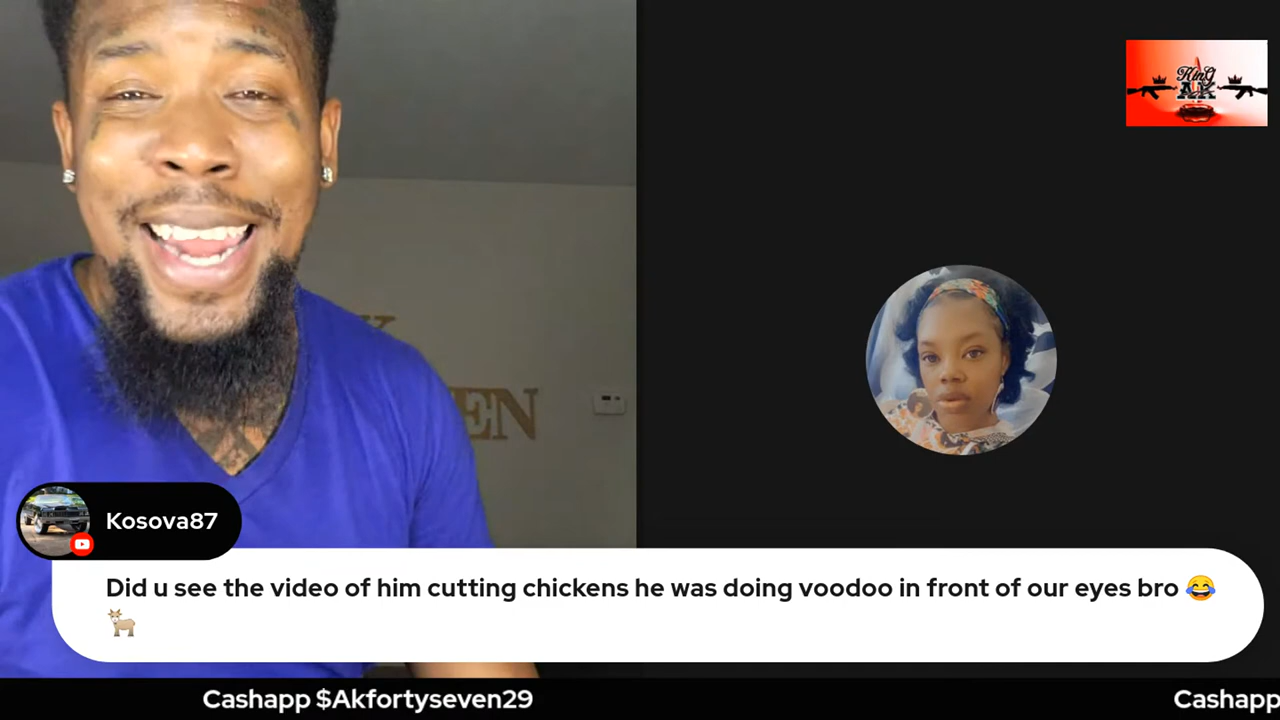 KinG
AK
K
EN
Kosova87
Did u see the video of him cutting chickens he was doing voodoo in front of our eyes bro 😂
🐐
Cashapp $Akfortyseven29
Cashapp